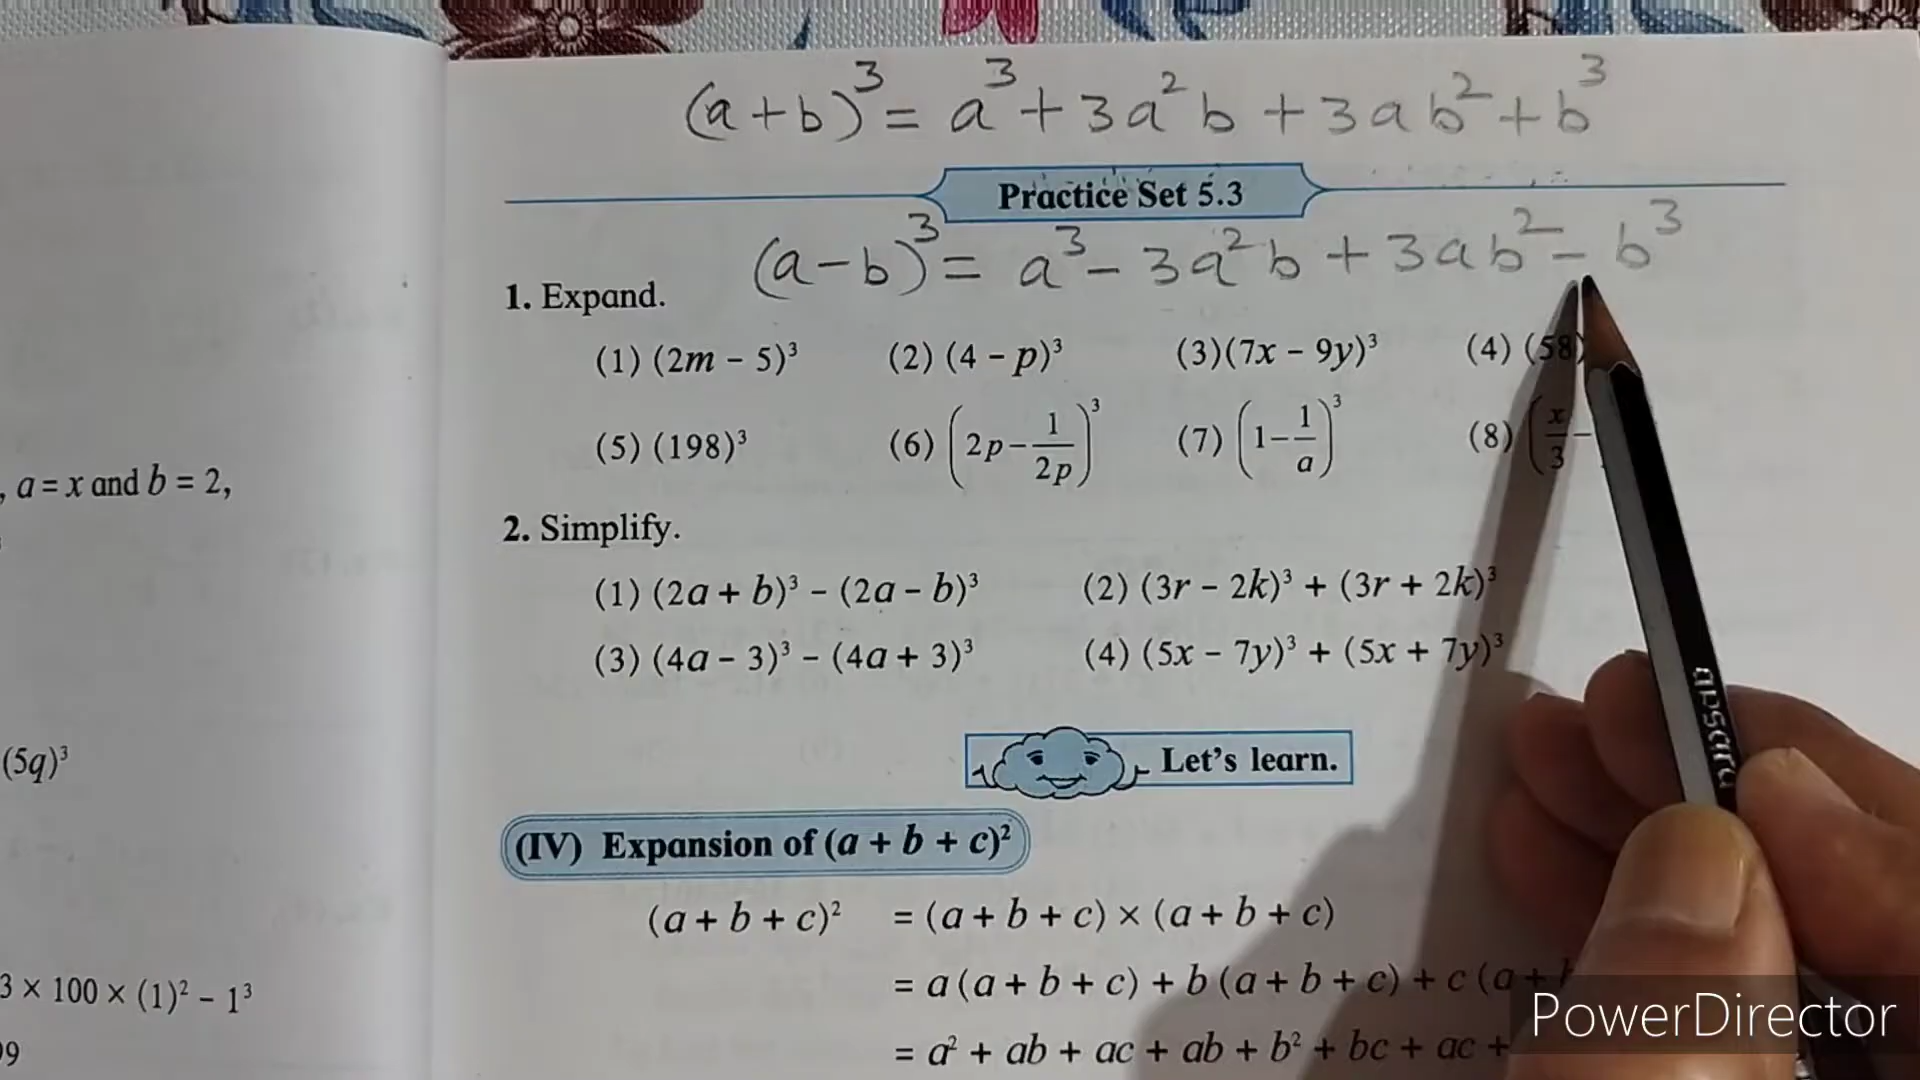 (a+b)³ = a³ + 3a²b + 3ab² + b³
Practice Set 5.3
(a-b)³ = a³ - 3a²b + 3ab² - b³
1. Expand.
(1) (2m – 5)³ (2) (4 – p)³ (3)(7x – 9y)³ (4) (58)
(5) (198)³ (6) (2p – 1/2p)³ (7) (1 – 1/a)³ (8) (x/3 –
, a = x and b = 2,
2. Simplify.
(1) (2a + b)³ – (2a – b)³ (2) (3r – 2k)³ + (3r + 2k)³
(3) (4a – 3)³ – (4a + 3)³ (4) (5x – 7y)³ + (5x + 7y)³
(5q)³
Let's learn.
(IV) Expansion of (a + b + c)²
(a + b + c)² = (a + b + c) × (a + b + c)
= a (a + b + c) + b (a + b + c) + c (a +
3 × 100 × (1)² – 1³
= a² + ab + ac + ab + b² + bc + ac +
99
apsara
PowerDirector